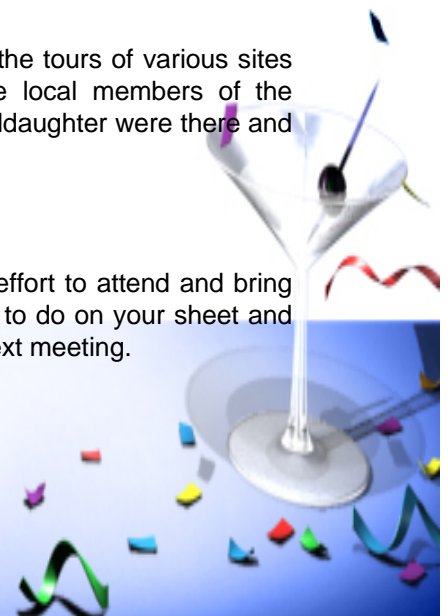 the tours of various sites
local members of the
ddaughter were there and
effort to attend and bring
to do on your sheet and
ext meeting.